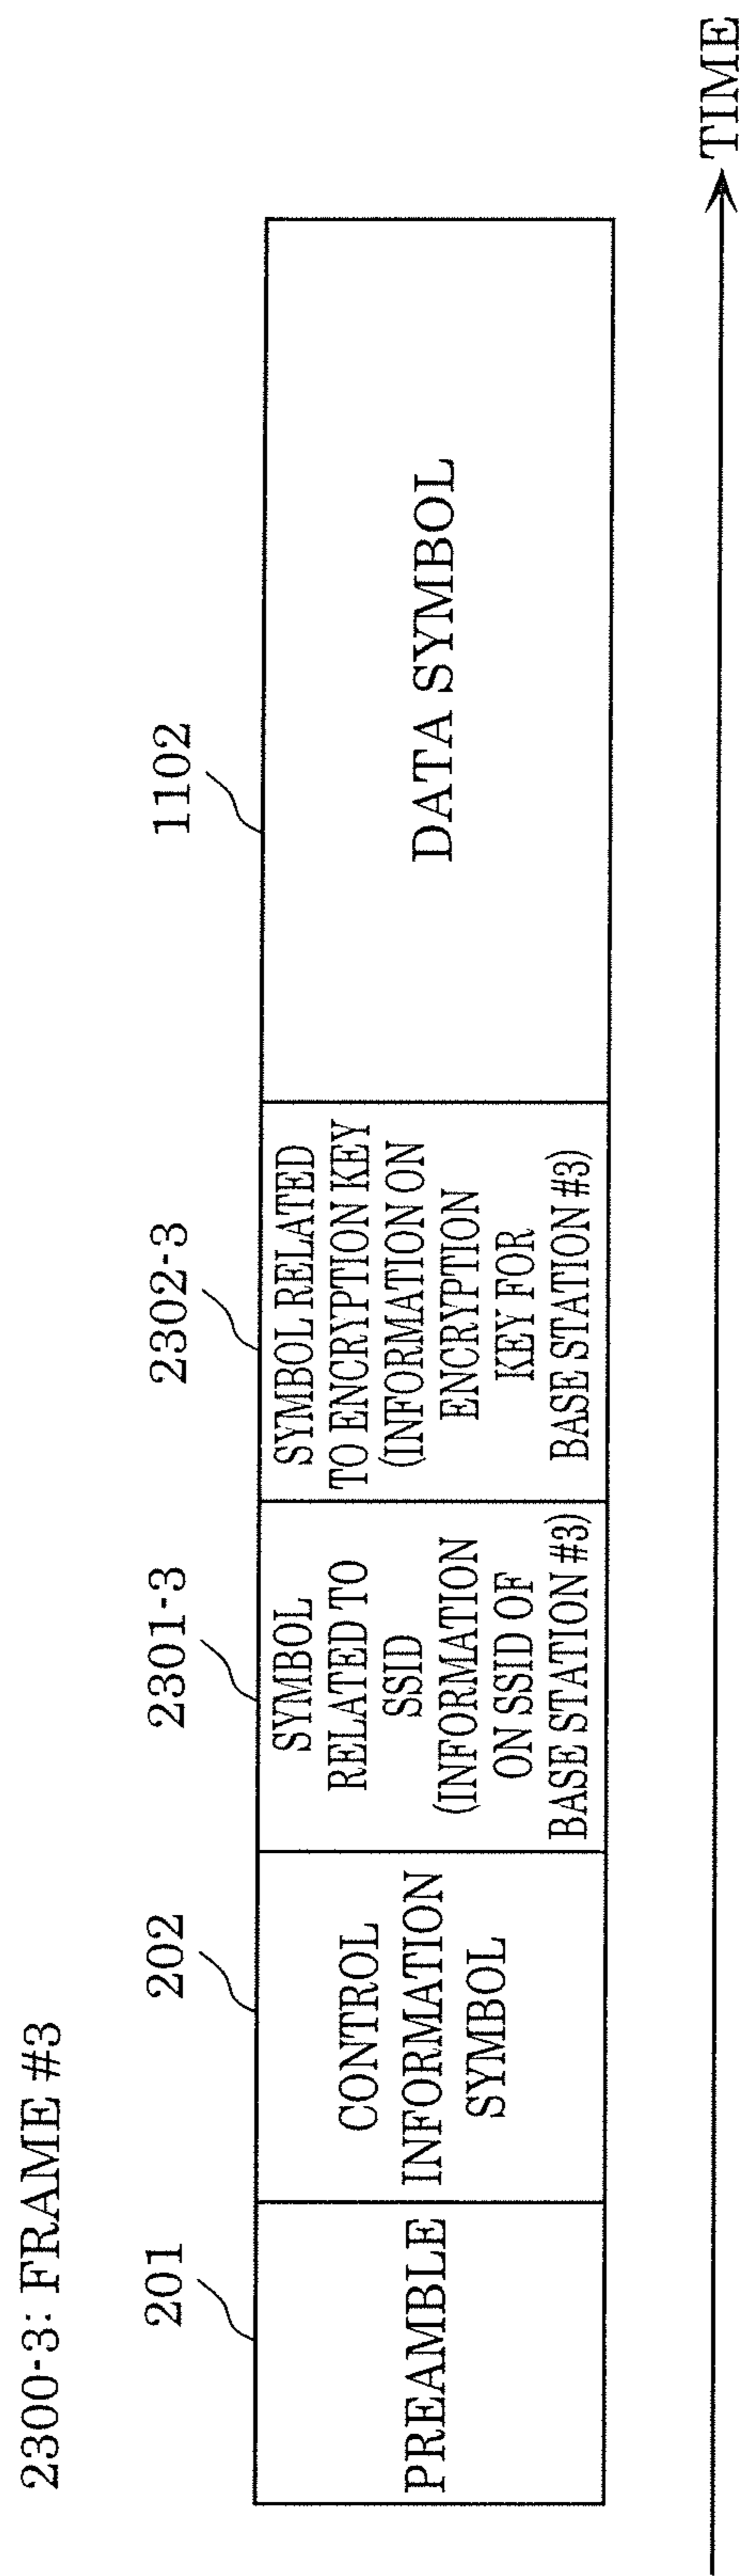 2300-3: FRAME #3
201
202
2301-3
2302-3
1102
PREAMBLE
CONTROL
INFORMATION
SYMBOL
SYMBOL
RELATED TO
SSID
(INFORMATION
ON SSID OF
BASE STATION #3)
SYMBOL RELATED
TO ENCRYPTION KEY
(INFORMATION ON
ENCRYPTION
KEY FOR
BASE STATION #3)
DATA SYMBOL
TIME